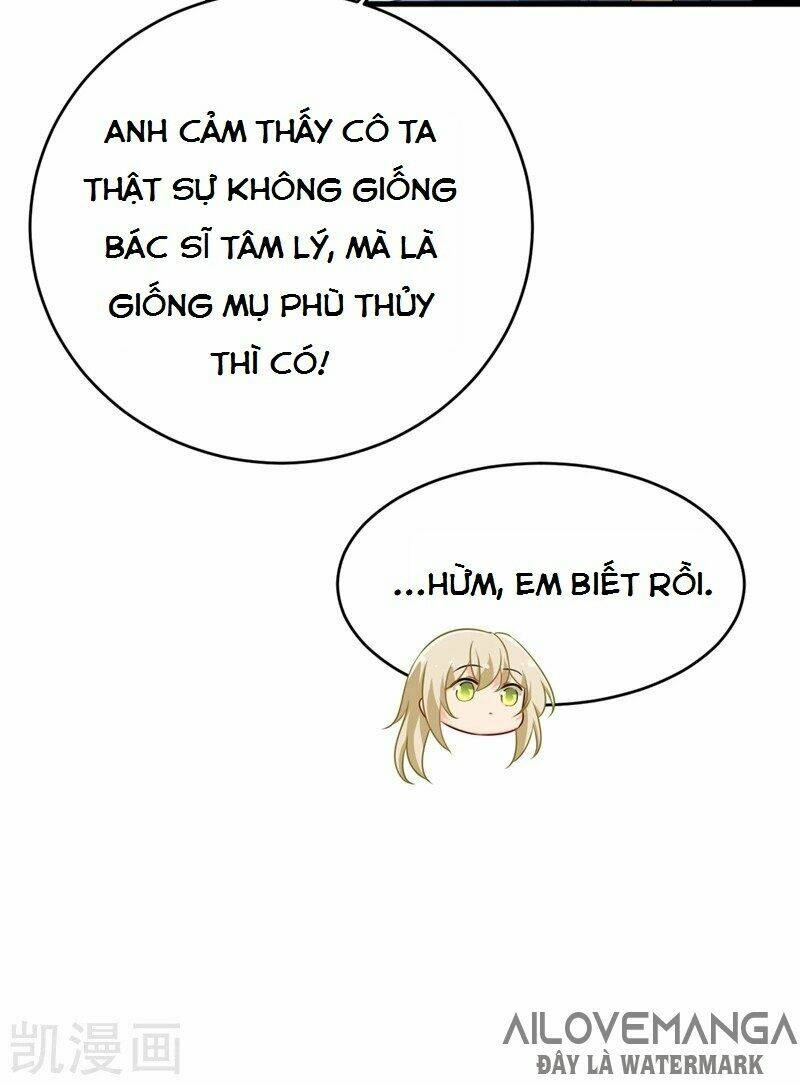 ANH CẢM THẤY CÔ TA
THẬT SỰ KHÔNG GIỐNG
BÁC SĨ TÂM LÝ, MÀ LÀ
GIỐNG MỤ PHÙ THỦY
THÌ CÓ!
...HỪM, EM BIẾT RỒI.
凯漫画
AILOVEMANGA
ĐÂY LÀ WATERMARK